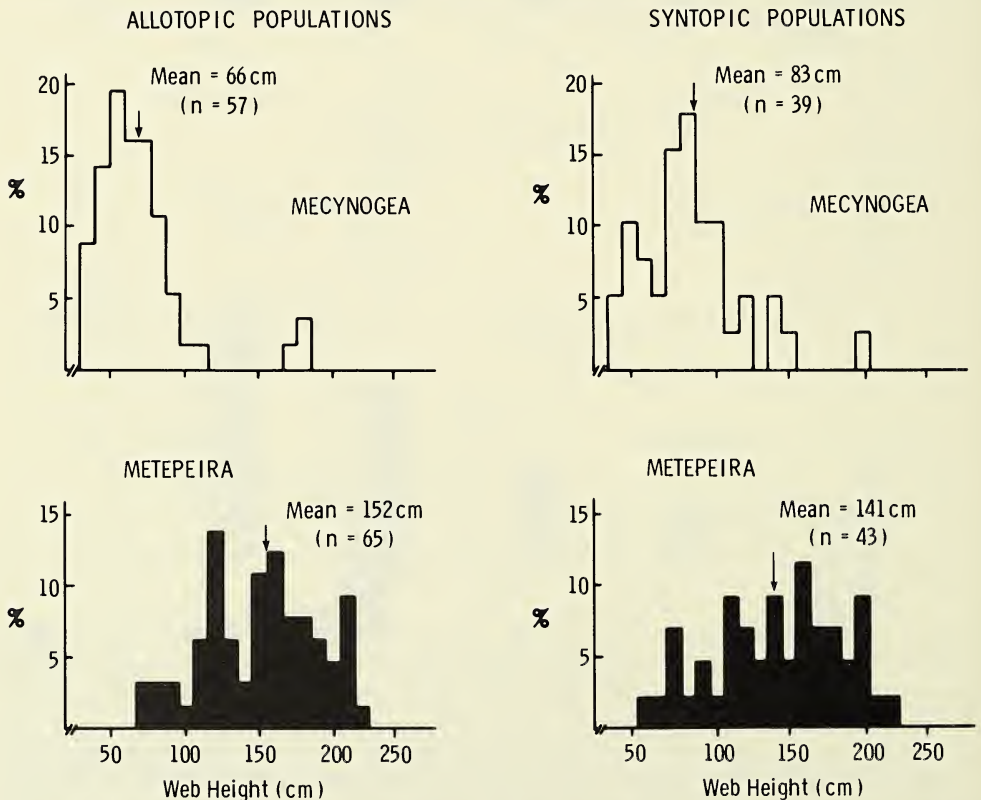 ALLOTOPIC POPULATIONS
SYNTOPIC POPULATIONS
Mean = 66 cm
(n = 57)
20
15
10
5
%
MECYNOGEA
Mean = 83 cm
(n = 39)
20
15
10
5
%
MECYNOGEA
METEPEIRA
Mean = 152 cm
(n = 65)
15
10
5
%
50 100 150 200 250
Web Height (cm)
METEPEIRA
Mean = 141 cm
(n = 43)
15
10
5
%
50 100 150 200 250
Web Height (cm)